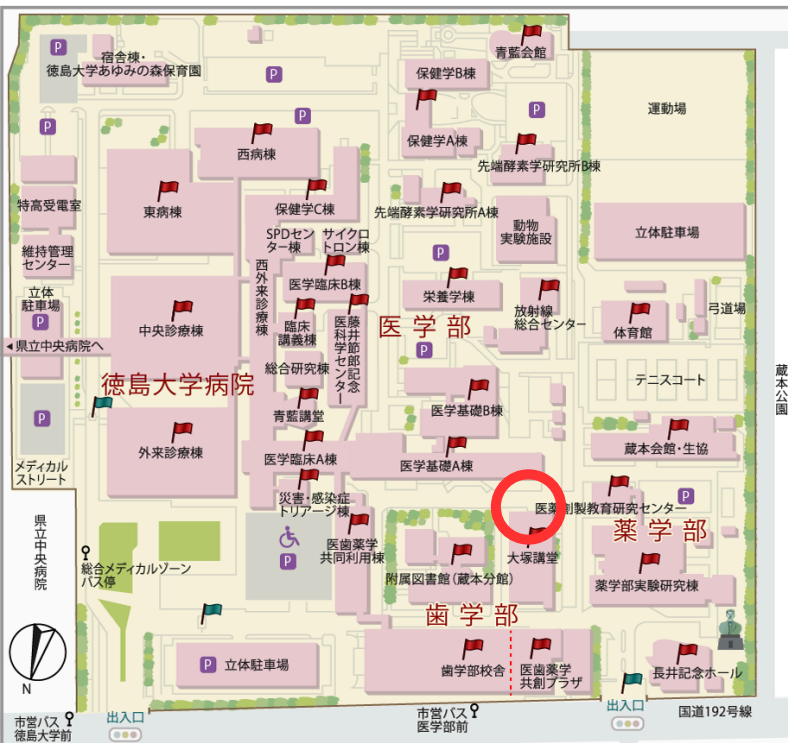 P
宿舎棟・
徳島大学あゆみの森保育園
P
青藍会館
保健学B棟
P
P
P
運動場
保健学A棟
西病棟
先端酵素学研究所B棟
特高受電室
東病棟
保健学C棟
先端酵素学研究所A棟
動物
実験施設
立体駐車場
SPDセン
ター棟
サイクロ
トロン棟
維持管理
センター
P
西外来診療棟
医学臨床B棟
栄養学棟
立体
駐車場
P
中央診療棟
臨床
講義棟
藤井節郎記念
医科学センター
医学部
放射線
総合センター
体育館
弓道場
県立中央病院へ
P
総合研究棟
テニスコート
蔵本公園
徳島大学病院
青藍講堂
医学基礎B棟
P
外来診療棟
医学臨床A棟
医学基礎A棟
蔵本会館・生協
メディカル
ストリート
災害・感染症
トリアージ棟
医薬創製教育研究センター
P
県立中央病院
P
医歯薬学
共同利用棟
大塚講堂
薬学部
総合メディカルゾーン
バス停
附属図書館(蔵本分館)
薬学部実験研究棟
歯学部
N
P
立体駐車場
歯学部校舎
医歯薬学
共創プラザ
長井記念ホール
市営バス
徳島大学前
出入口
市営バス
医学部前
出入口
国道192号線